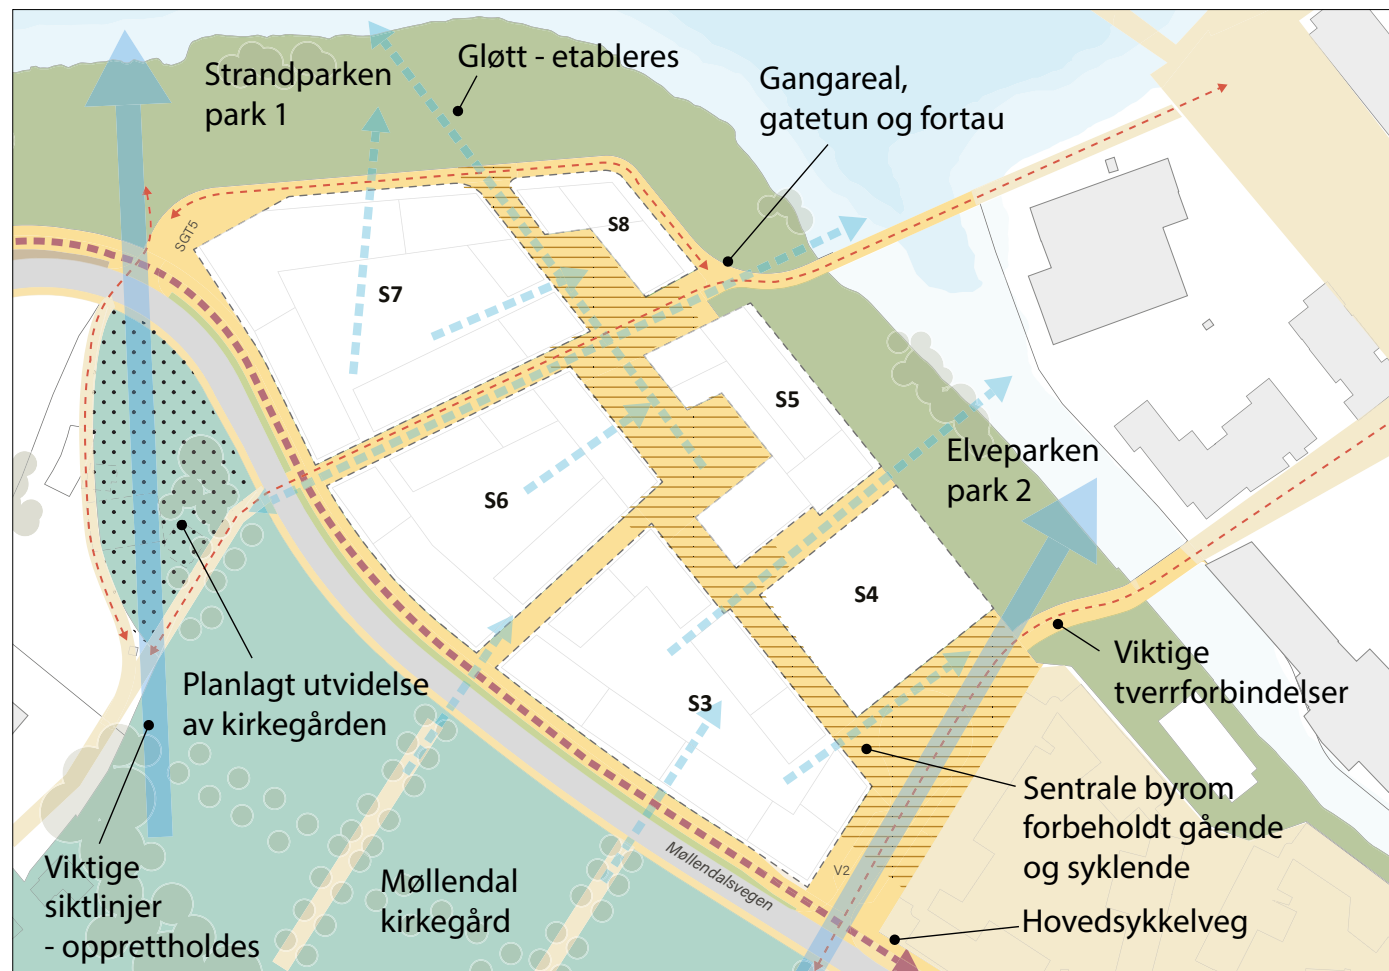 Strandparken
park 1
Gløtt - etableres
Gangareal,
gatetun og fortau
SGT5
S8
S7
S5
S6
Elveparken
park 2
S4
S3
Planlagt utvidelse
av kirkegården
Viktige
tverrforbindelser
Sentrale byrom
forbeholdt gående
og syklende
Viktige
siktlinjer
- opprettholdes
Møllendal
kirkegård
Møllendalsvegen
V2
Hovedsykkelveg